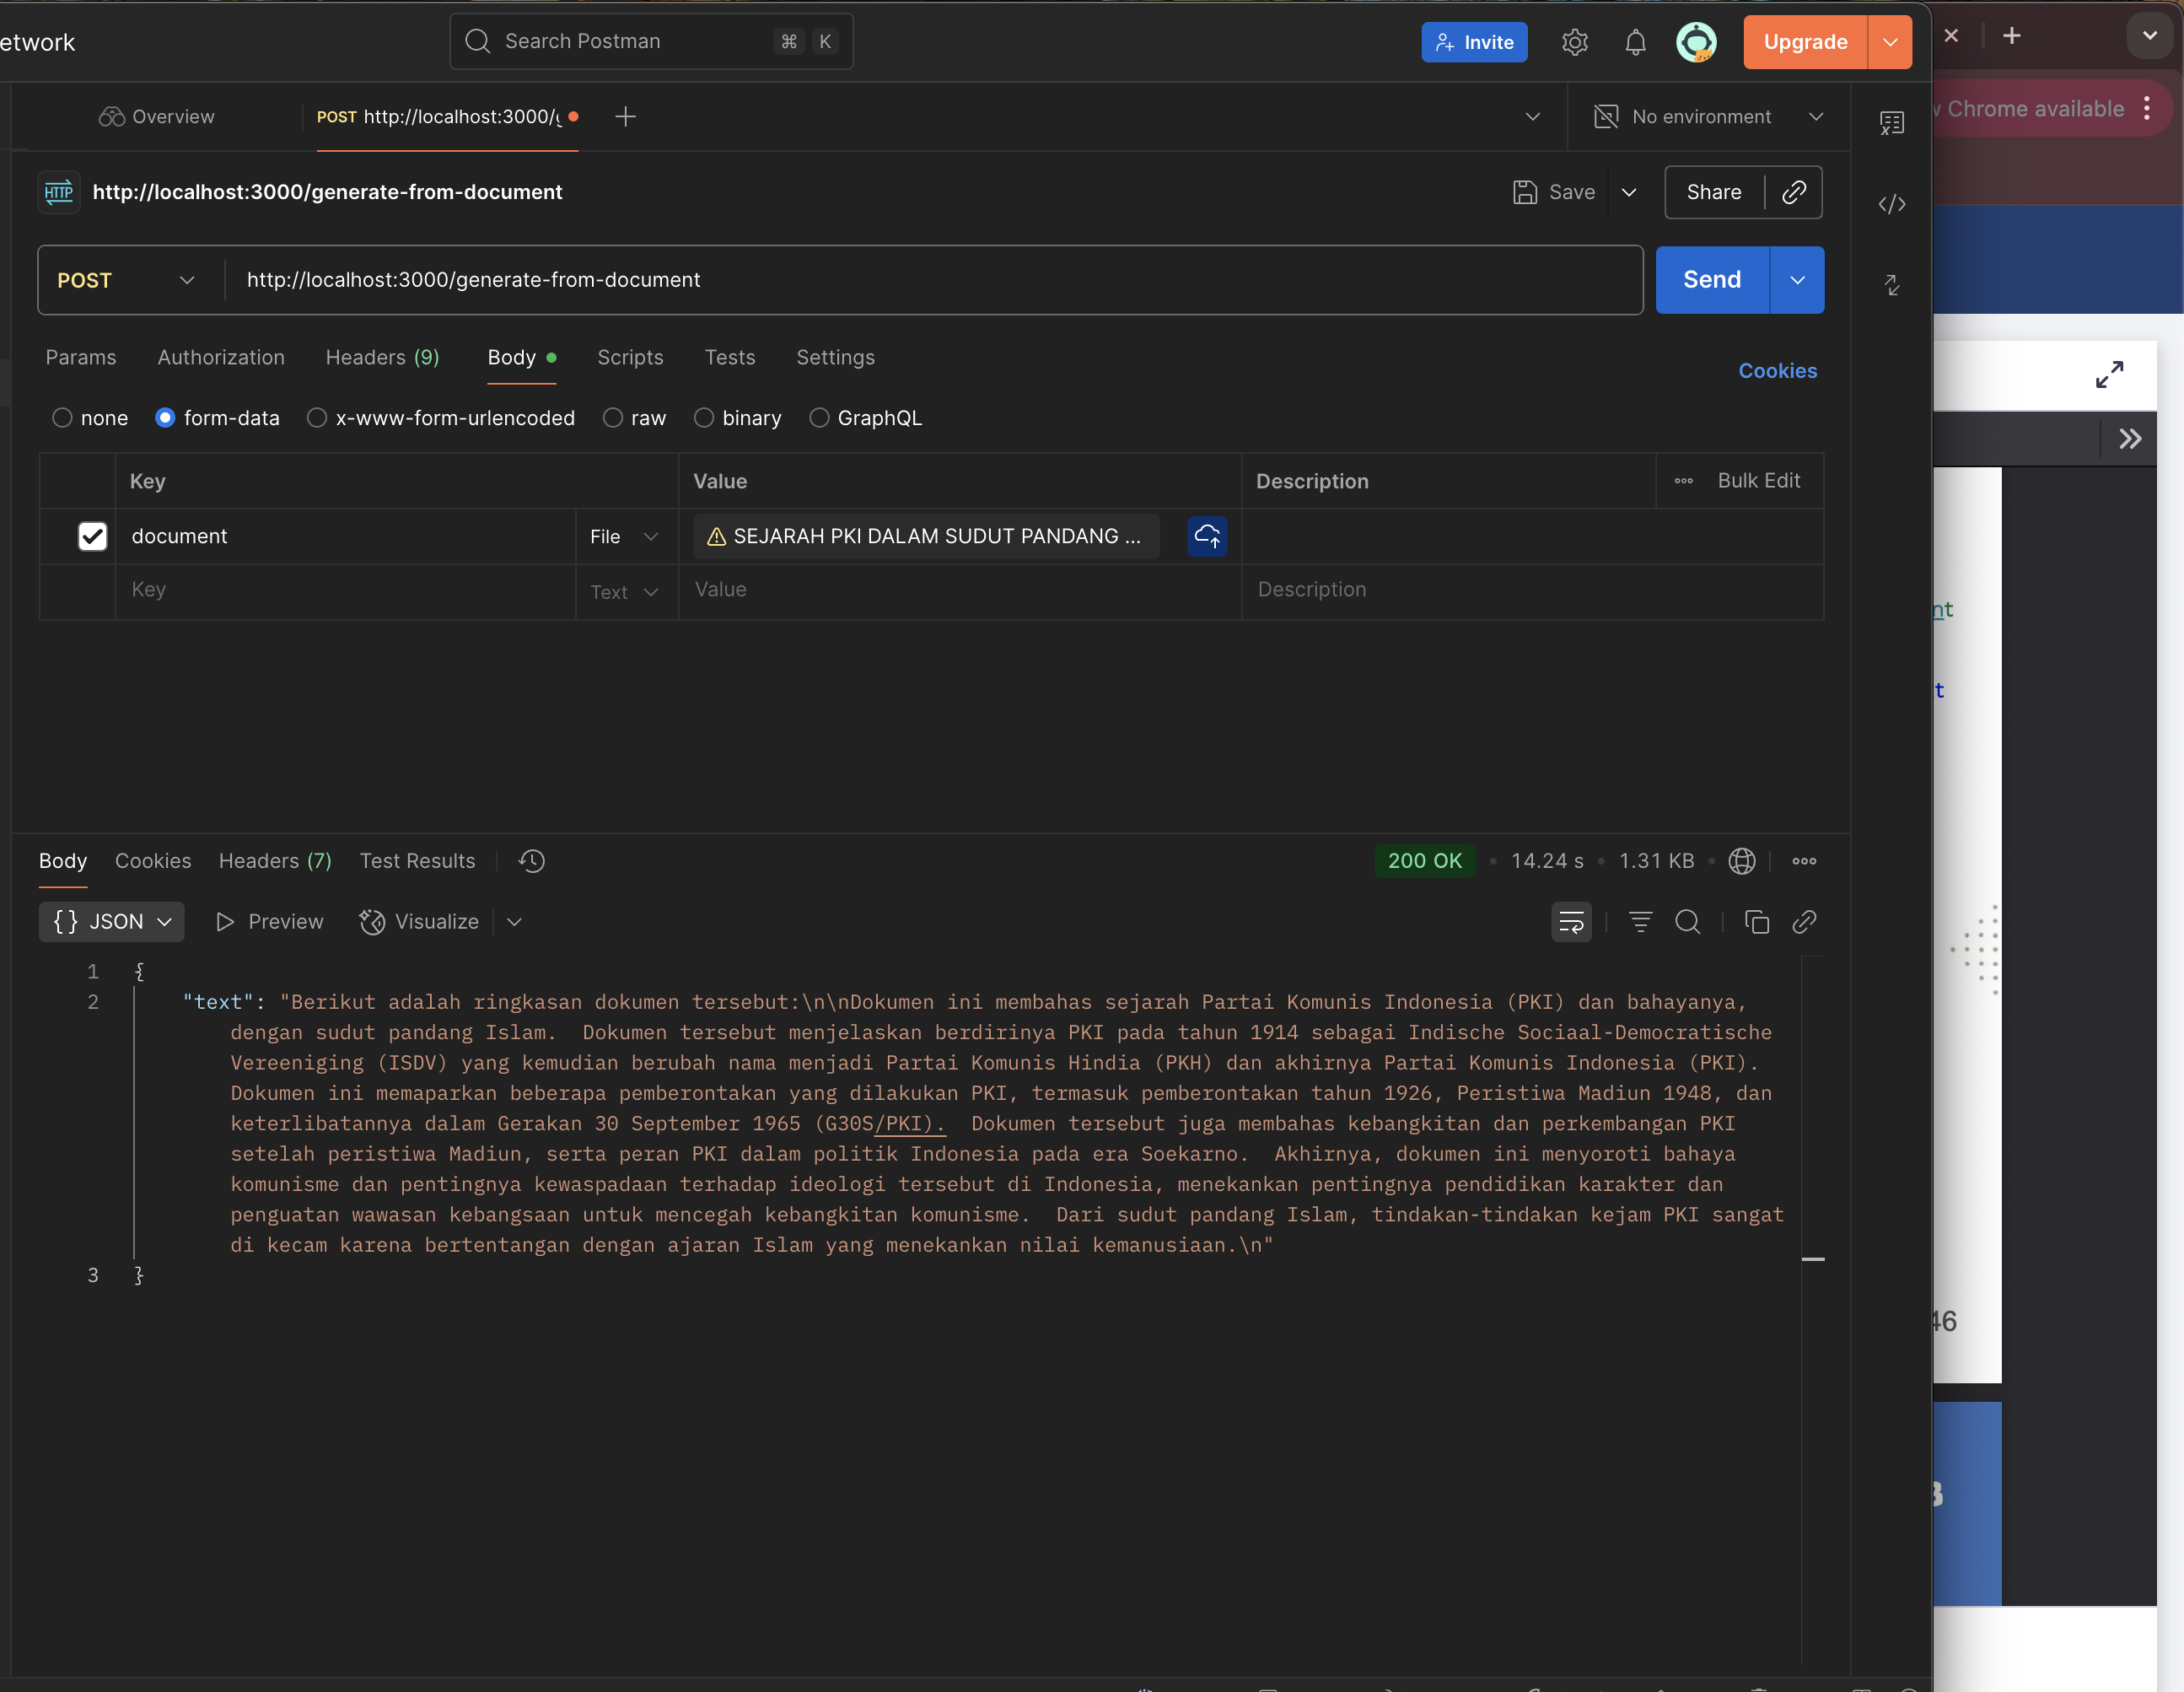 etwork
Search Postman
⌘ K
Invite
Upgrade
Chrome available
Overview
POST http://localhost:3000/
No environment
HTTP
http://localhost:3000/generate-from-document
Save
Share
POST
http://localhost:3000/generate-from-document
Send
Params Authorization Headers (9) Body Scripts Tests Settings
Cookies
none form-data x-www-form-urlencoded raw binary GraphQL
Key Value Description Bulk Edit
document File SEJARAH PKI DALAM SUDUT PANDANG ...
Key Text Value Description
nt
t
Body Cookies Headers (7) Test Results
200 OK • 14.24 s • 1.31 KB
{} JSON Preview Visualize
1 {
2 "text": "Berikut adalah ringkasan dokumen tersebut:\n\nDokumen ini membahas sejarah Partai Komunis Indonesia (PKI) dan bahayanya,
dengan sudut pandang Islam.  Dokumen tersebut menjelaskan berdirinya PKI pada tahun 1914 sebagai Indische Sociaal-Democratische
Vereeniging (ISDV) yang kemudian berubah nama menjadi Partai Komunis Hindia (PKH) dan akhirnya Partai Komunis Indonesia (PKI).
Dokumen ini memaparkan beberapa pemberontakan yang dilakukan PKI, termasuk pemberontakan tahun 1926, Peristiwa Madiun 1948, dan
keterlibatannya dalam Gerakan 30 September 1965 (G30S/PKI).  Dokumen tersebut juga membahas kebangkitan dan perkembangan PKI
setelah peristiwa Madiun, serta peran PKI dalam politik Indonesia pada era Soekarno.  Akhirnya, dokumen ini menyoroti bahaya
komunisme dan pentingnya kewaspadaan terhadap ideologi tersebut di Indonesia, menekankan pentingnya pendidikan karakter dan
penguatan wawasan kebangsaan untuk mencegah kebangkitan komunisme.  Dari sudut pandang Islam, tindakan-tindakan kejam PKI sangat
di kecam karena bertentangan dengan ajaran Islam yang menekankan nilai kemanusiaan.\n"
3 }
46